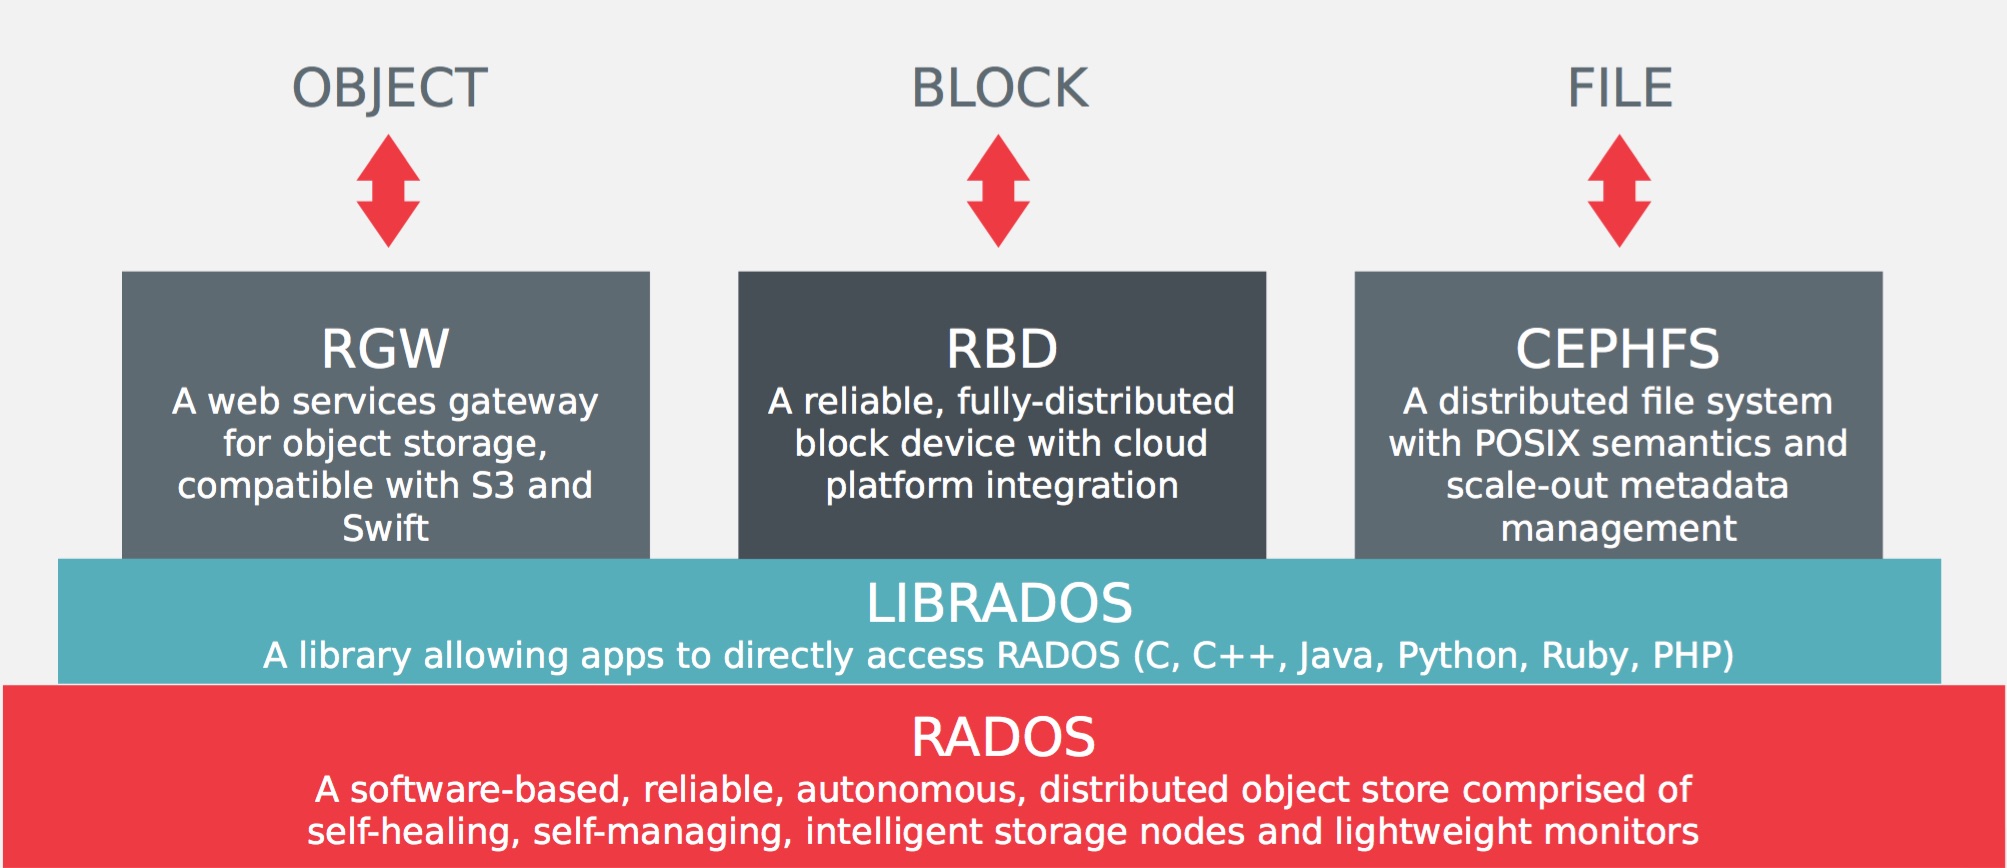 OBJECT
BLOCK
FILE
RGW
A web services gateway
for object storage,
compatible with S3 and
Swift
RBD
A reliable, fully-distributed
block device with cloud
platform integration
CEPHFS
A distributed file system
with POSIX semantics and
scale-out metadata
management
LIBRADOS
A library allowing apps to directly access RADOS (C, C++, Java, Python, Ruby, PHP)
RADOS
A software-based, reliable, autonomous, distributed object store comprised of
self-healing, self-managing, intelligent storage nodes and lightweight monitors